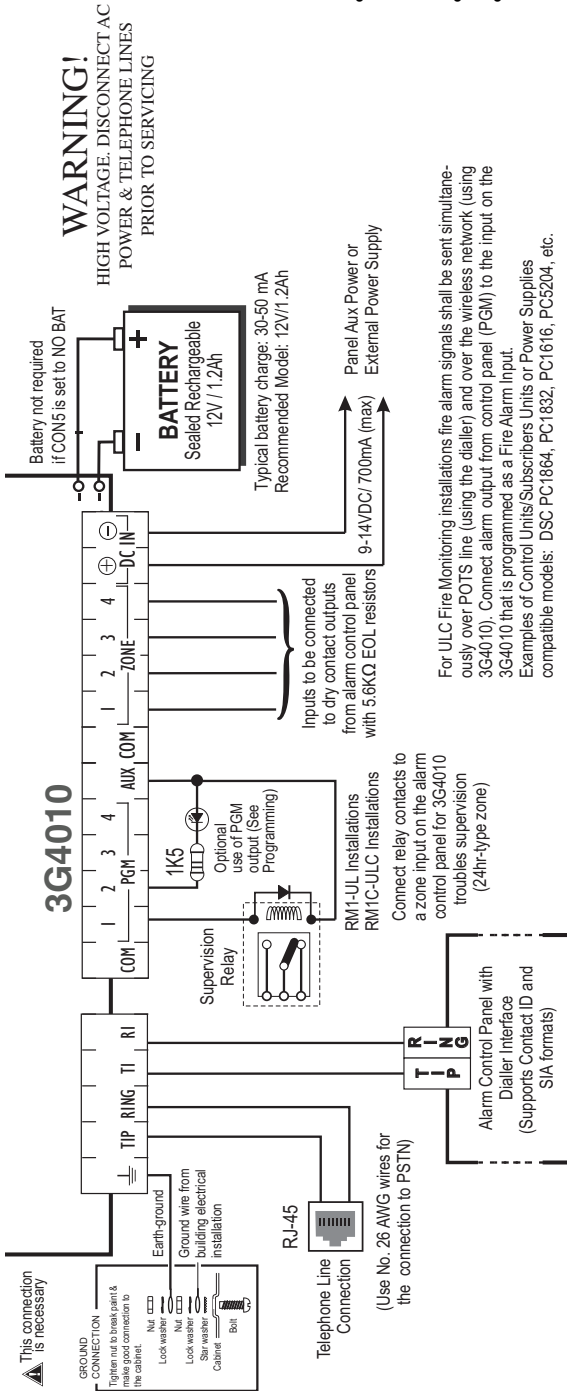 This connection
is necessary
GROUND
CONNECTION
Tighten nut to break paint &
make good connection to
the cabinet.
Nut
Lock washer
Nut
Lock washer
Star washer
Cabinet
Bolt
Earth-ground
Ground wire from
building electrical
installation
TIP RING T1 R1
RJ-45
Telephone Line
Connection
(Use No. 26 AWG wires for
the connection to PSTN)
TIP
RING
Alarm Control Panel with
Dialler Interface
(Supports Contact ID and
SIA formats)
3G4010
COM 1 2 3 4 AUX COM 1 2 3 4 + -
PGM ZONE DC IN
Supervision
Relay
1K5
Optional
use of PGM
output (See
Programming)
RM1-UL Installations
RM1C-ULC Installations
Connect relay contacts to
a zone input on the alarm
control panel for 3G4010
troubles supervision
(24hr-type zone)
Inputs to be connected
to dry contact outputs
from alarm control panel
with 5.6KΩ EOL resistors
Battery not required
if CON5 is set to NO BAT
- +
BATTERY
Sealed Rechargeable
12V / 1.2Ah
Typical battery charge: 30-50 mA
Recommended Model: 12V/1.2Ah
9-14VDC/ 700mA (max)
Panel Aux Power or
External Power Supply
WARNING!
HIGH VOLTAGE. DISCONNECT AC
POWER & TELEPHONE LINES
PRIOR TO SERVICING
For ULC Fire Monitoring installations fire alarm signals shall be sent simultane-
ously over POTS line (using the dialler) and over the wireless network (using
3G4010). Connect alarm output from control panel (PGM) to the input on the
3G4010 that is programmed as a Fire Alarm Input.
Examples of Control Units/Subscribers Units or Power Supplies
compatible models: DSC PC1864, PC1832, PC1616, PC5204, etc.